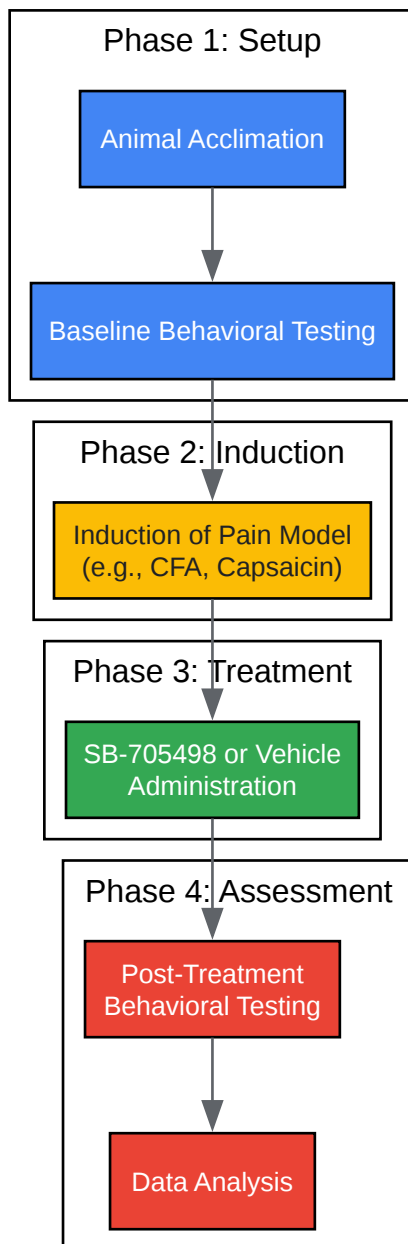 Phase 1: Setup
Animal Acclimation
Baseline Behavioral Testing
Phase 2: Induction
Induction of Pain Model
(e.g., CFA, Capsaicin)
Phase 3: Treatment
SB-705498 or Vehicle
Administration
Phase 4: Assessment
Post-Treatment
Behavioral Testing
Data Analysis